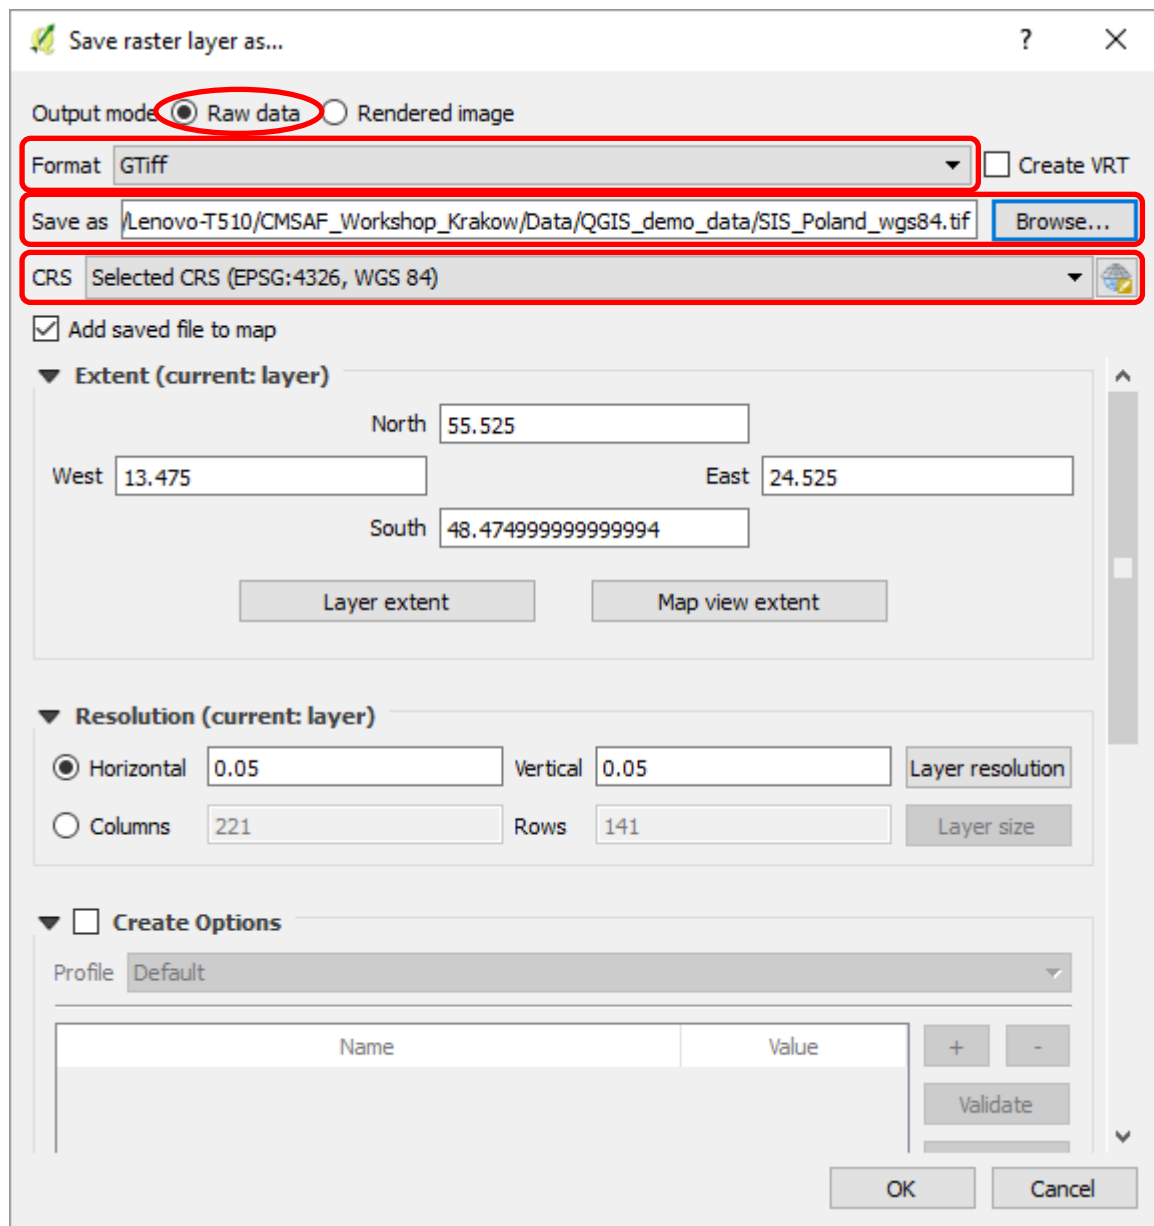 Save raster layer as... ?
Output mode Raw data Rendered image
Format GTiff Create VRT
Save as /Lenovo-T510/CMSAF_Workshop_Krakow/Data/QGIS_demo_data/SIS_Poland_wgs84.tif Browse...
CRS Selected CRS (EPSG:4326, WGS 84)
Add saved file to map
Extent (current: layer)
North 55.525
West 13.475 East 24.525
South 48.474999999999994
Layer extent Map view extent
Resolution (current: layer)
Horizontal 0.05 Vertical 0.05 Layer resolution
Columns 221 Rows 141 Layer size
Create Options
Profile Default
Name Value + -
Validate
OK Cancel